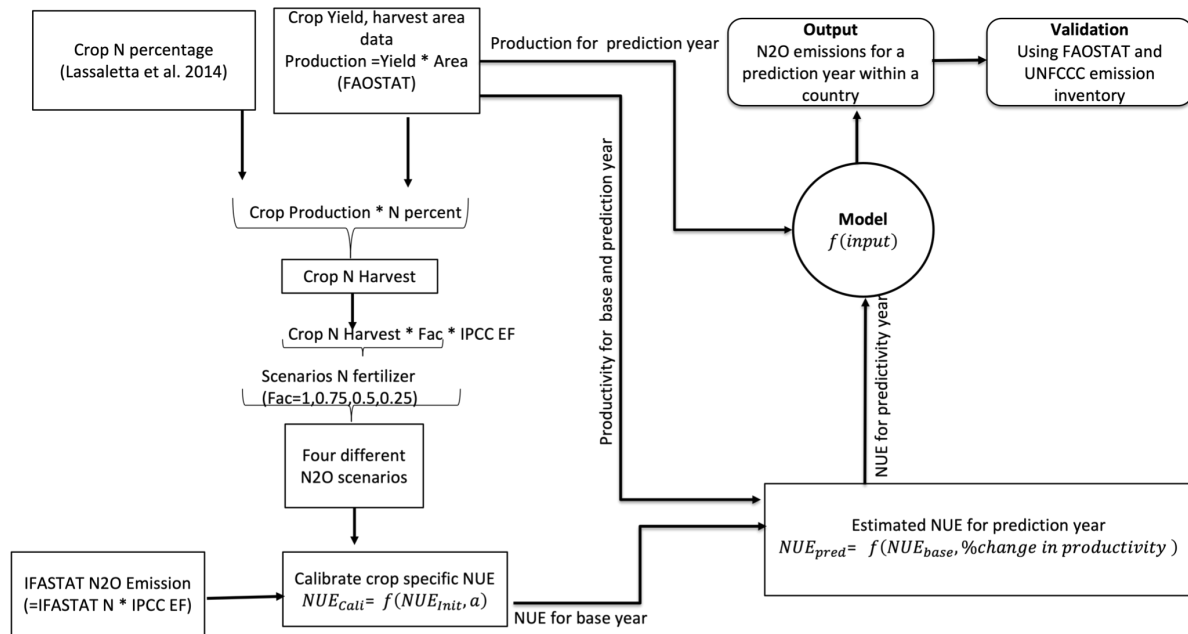 Crop N percentage
(Lassaletta et al. 2014)
Crop Yield, harvest area
data
Production =Yield * Area
(FAOSTAT)
Production for prediction year
Output
N2O emissions for a
prediction year within a
country
Validation
Using FAOSTAT and
UNFCCC emission
inventory
Crop Production * N percent
Crop N Harvest
Crop N Harvest * Fac * IPCC EF
Scenarios N fertilizer
(Fac=1,0.75,0.5,0.25)
Four different
N2O scenarios
Productivity for base and prediction year
Model
f(input)
NUE for predictivity year
IFASTAT N2O Emission
(=IFASTAT N * IPCC EF)
Calibrate crop specific NUE
NUE_Cali= f(NUE_Init, a)
NUE for base year
Estimated NUE for prediction year
NUE_pred= f(NUE_base, %change in productivity )